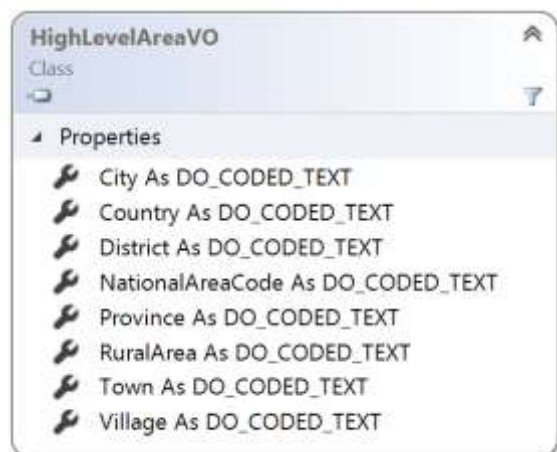 HighLevelAreaVO
Class
Properties
City As DO_CODED_TEXT
Country As DO_CODED_TEXT
District As DO_CODED_TEXT
NationalAreaCode As DO_CODED_TEXT
Province As DO_CODED_TEXT
RuralArea As DO_CODED_TEXT
Town As DO_CODED_TEXT
Village As DO_CODED_TEXT